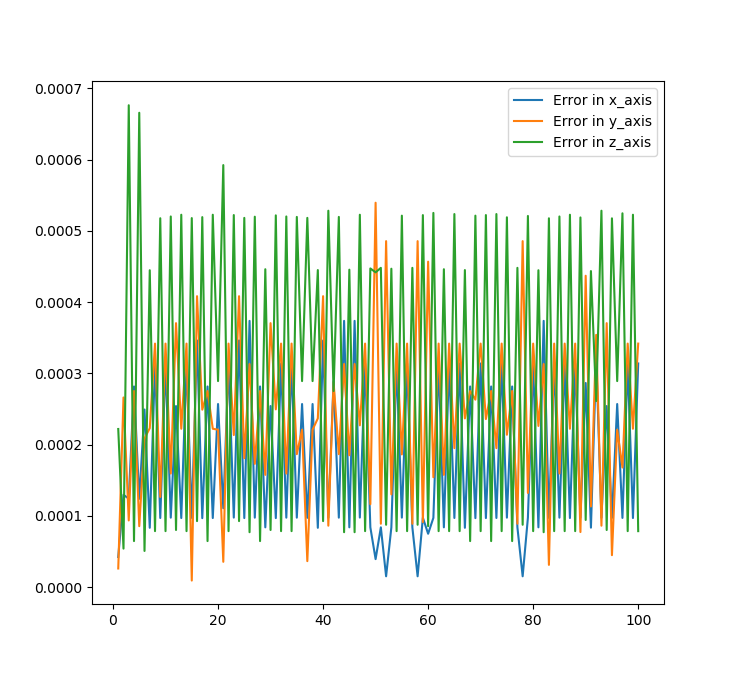 0.0007
0.0006
0.0005
0.0004
0.0003
0.0002
0.0001
0.0000
0 20 40 60 80 100
Error in x_axis
Error in y_axis
Error in z_axis